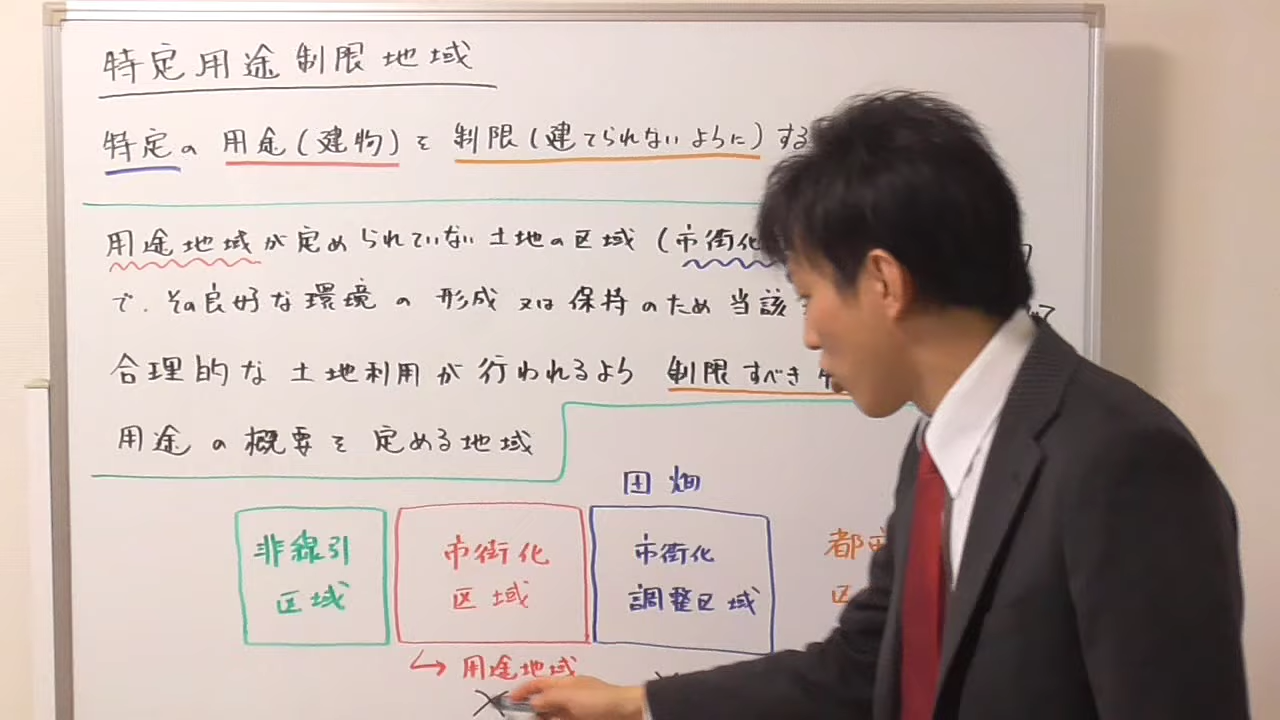 特定用途制限地域
特定の 用途(建物)を 制限(建てられないように)する
用途地域が定められていない土地の区域(市街化
で、その良好な環境の形成又は保持のため当該
合理的な土地利用が行われるよう 制限すべき
用途の概要を定める地域
田畑
非線引
区域
市街化
区域
市街化
調整区域
都市
区
↳用途地域
×